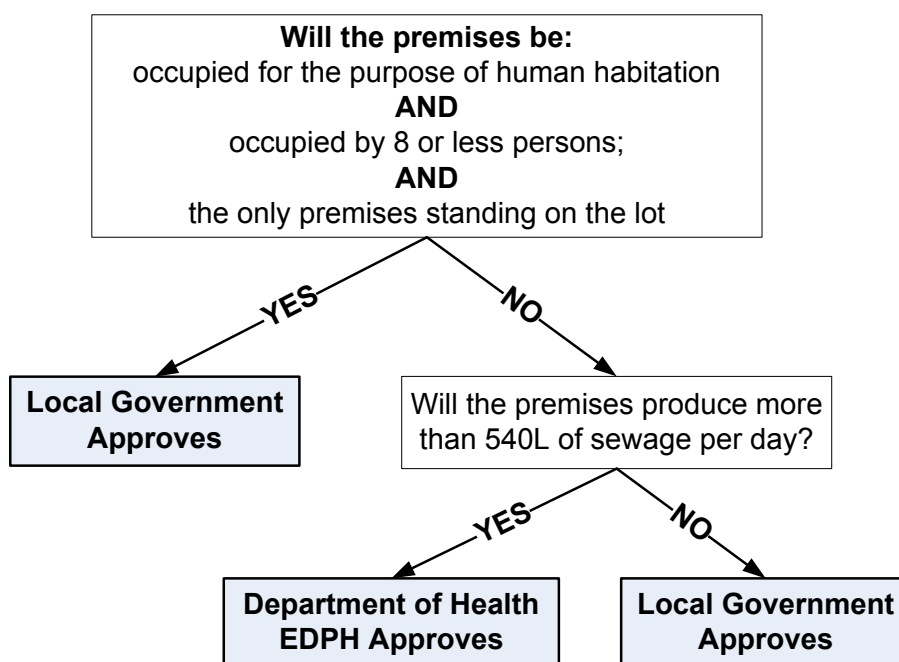 Will the premises be:
occupied for the purpose of human habitation
AND
occupied by 8 or less persons;
AND
the only premises standing on the lot
YES
NO
Local Government
Approves
Will the premises produce more
than 540L of sewage per day?
YES
NO
Department of Health
EDPH Approves
Local Government
Approves